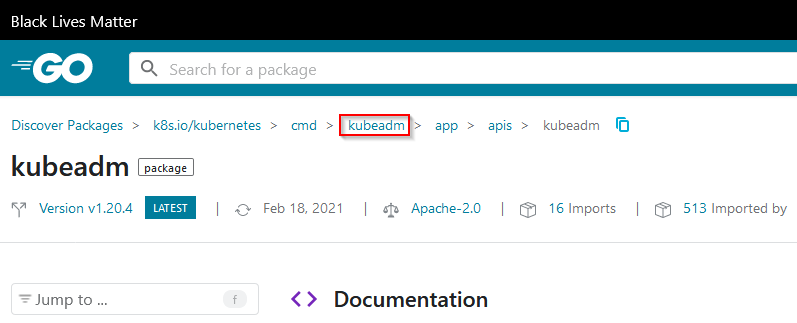 Black Lives Matter
GO Search for a package
Discover Packages > k8s.io/kubernetes > cmd > kubeadm > app > apis > kubeadm
kubeadm package
Version v1.20.4 LATEST | Feb 18, 2021 | Apache-2.0 | 16 Imports | 513 Imported by
Jump to ... f <> Documentation